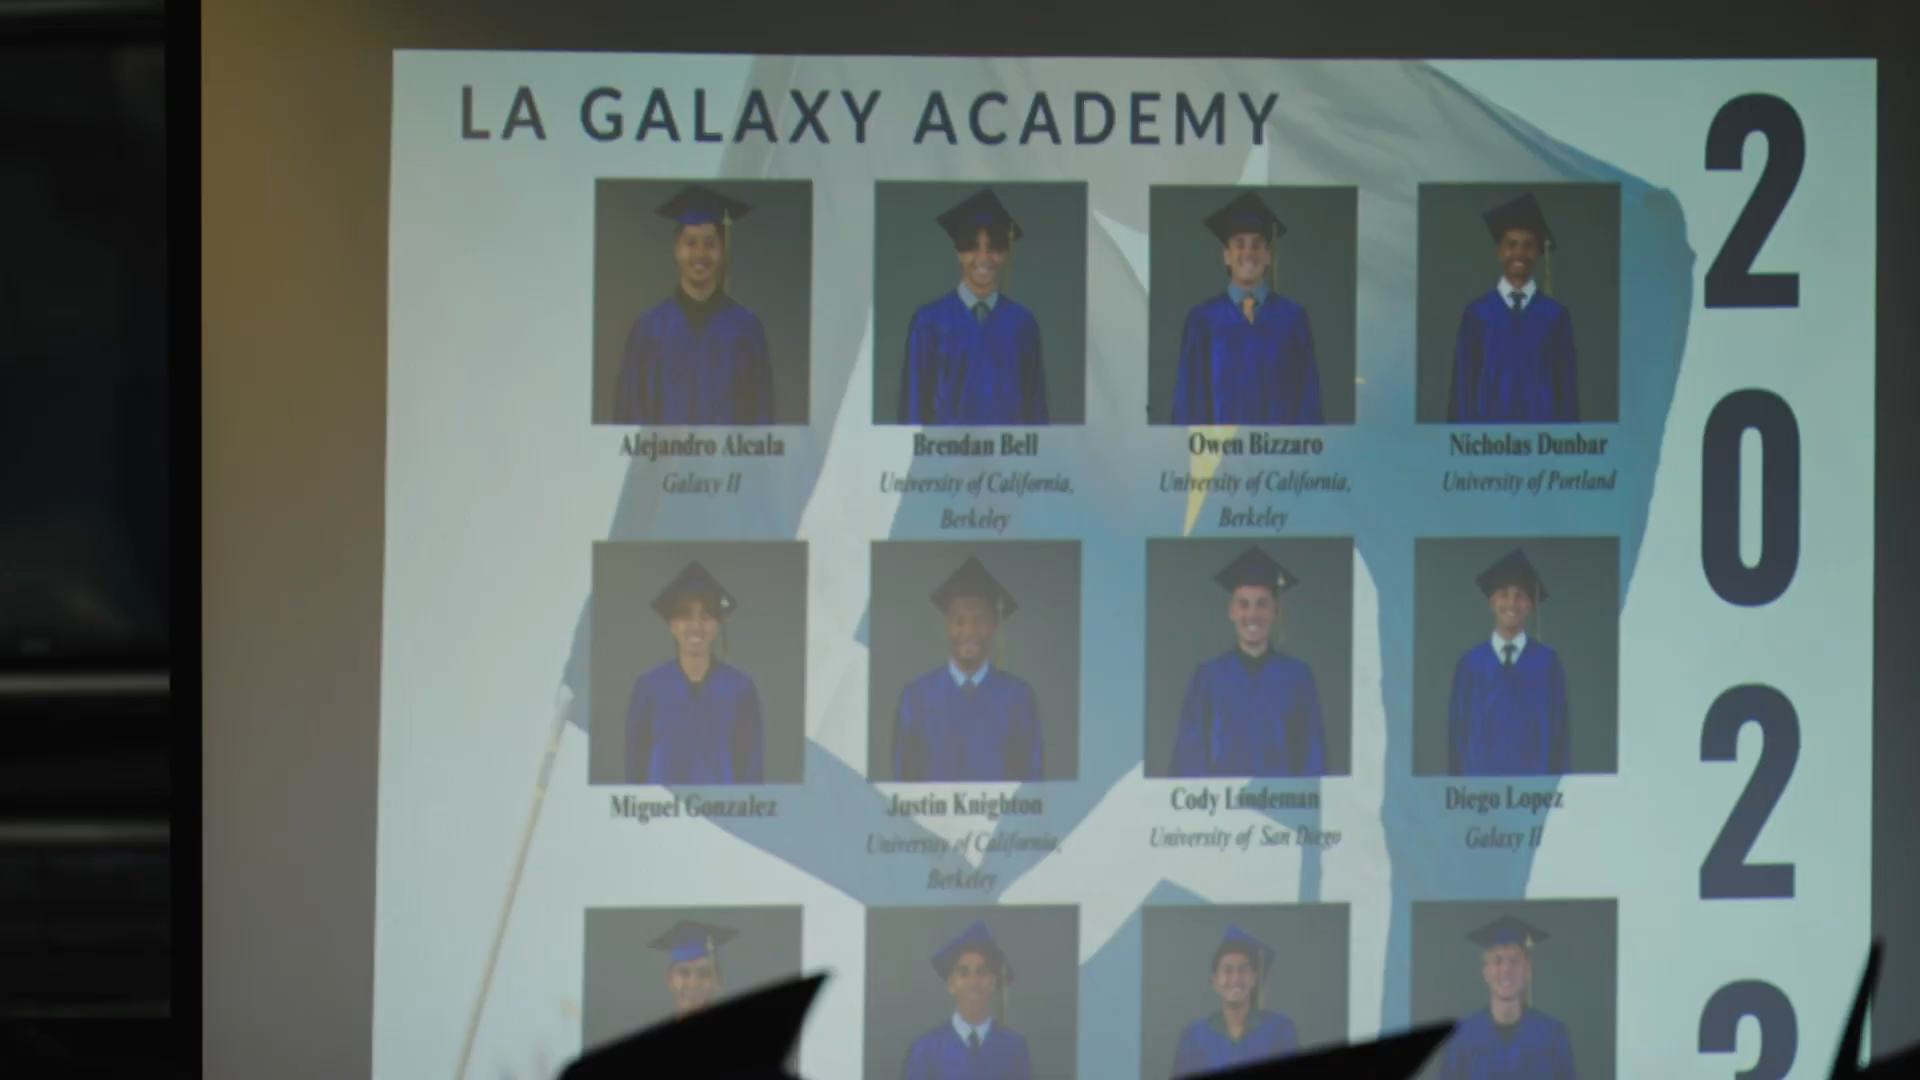 LA GALAXY ACADEMY
2
0
2
3
Alejandro Alcala
Galaxy II
Brendan Bell
University of California,
Berkeley
Owen Bizzaro
University of California,
Berkeley
Nicholas Dunbar
University of Portland
Miguel Gonzalez
Justin Knighton
University of California,
Berkeley
Cody Lindeman
University of San Diego
Diego Lopez
Galaxy II